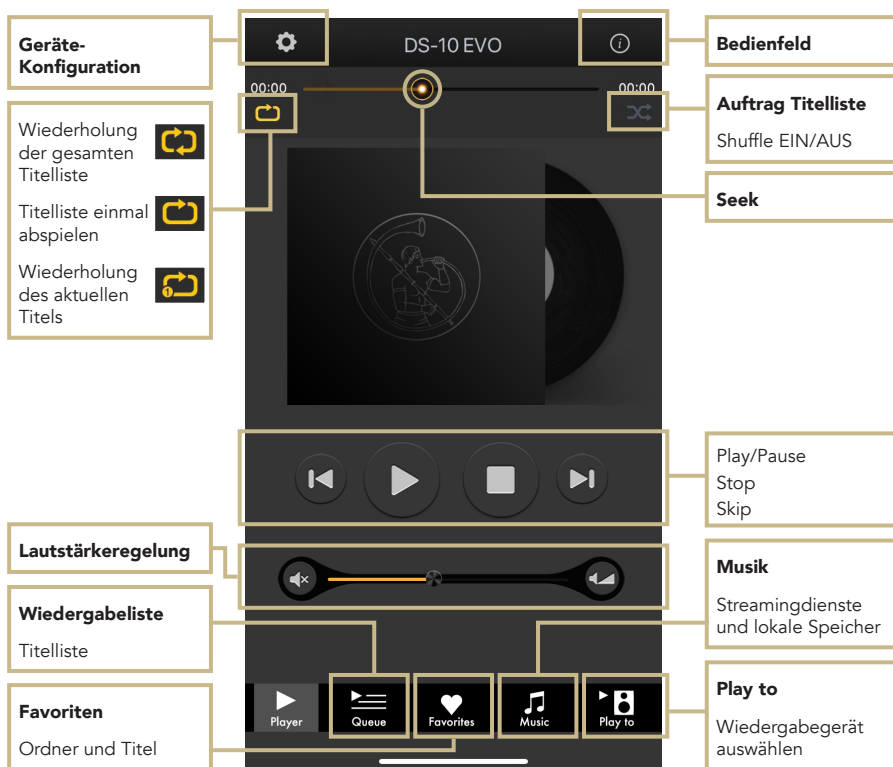 Geräte-
Konfiguration
DS-10 EVO
Bedienfeld
00:00
00:00
Wiederholung
der gesamten
Titelliste
Titelliste einmal
abspielen
Wiederholung
des aktuellen
Titels
1
Auftrag Titelliste
Shuffle EIN/AUS
Seek
Play/Pause
Stop
Skip
Lautstärkeregelung
Musik
Streamingdienste
und lokale Speicher
Wiedergabeliste
Titelliste
Favoriten
Ordner und Titel
Player
Queue
Favorites
Music
Play to
Play to
Wiedergabegerät
auswählen